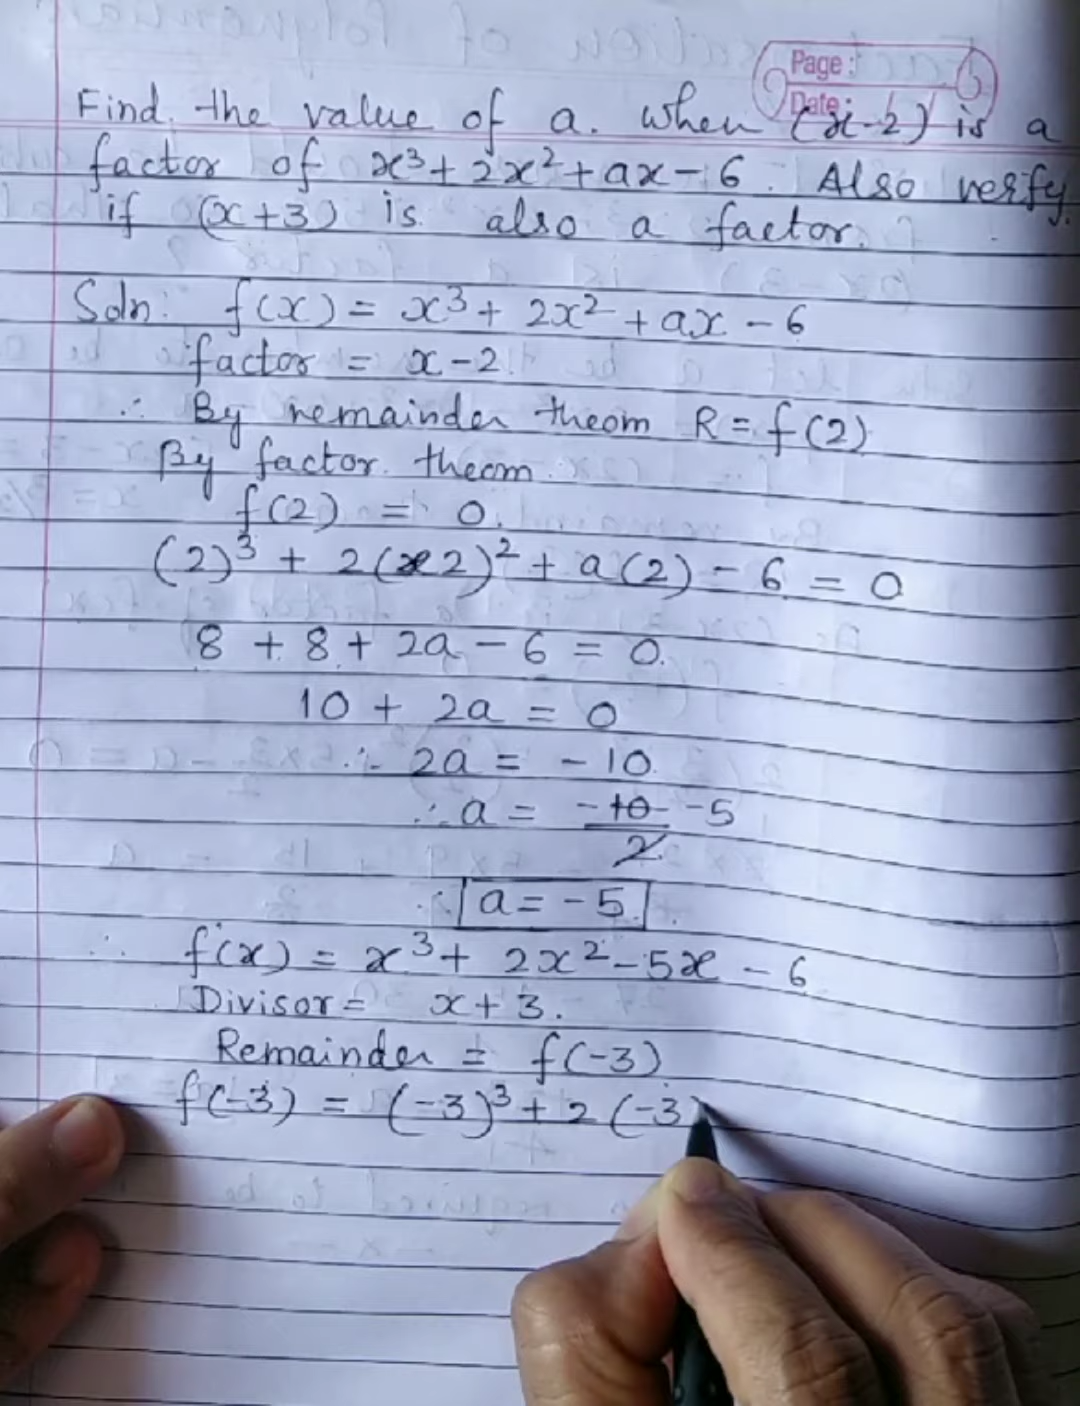 Page:
Date:
Find the value of a. when (x-2) is a
factor of x³ + 2x² + ax - 6. Also verify
if (x+3) is also a factor.
Soln: f(x) = x³ + 2x² + ax - 6
factor = x - 2.
∴ By remainder theom R = f(2)
By factor theom
f(2) = 0.
(2)³ + 2(2)² + a(2) - 6 = 0
8 + 8 + 2a - 6 = 0.
10 + 2a = 0
∴ 2a = -10
∴ a = -10/2 -5
∴ a = -5.
∴ f(x) = x³ + 2x² - 5x - 6
Divisor = x + 3.
Remainder = f(-3)
f(-3) = (-3)³ + 2(-3)